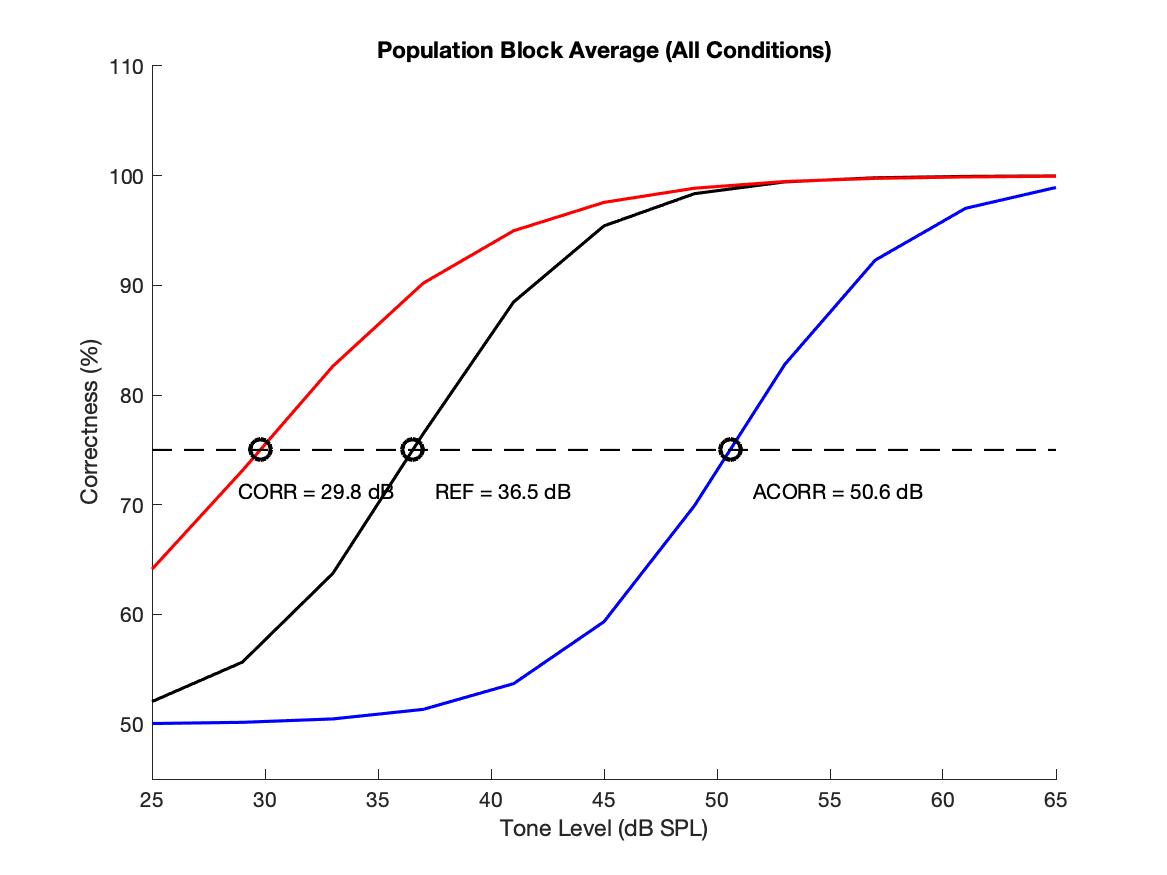 Population Block Average (All Conditions)
110
100
90
80
70
60
50
Correctness (%)
CORR = 29.8 dB
REF = 36.5 dB
ACORR = 50.6 dB
25 30 35 40 45 50 55 60 65
Tone Level (dB SPL)